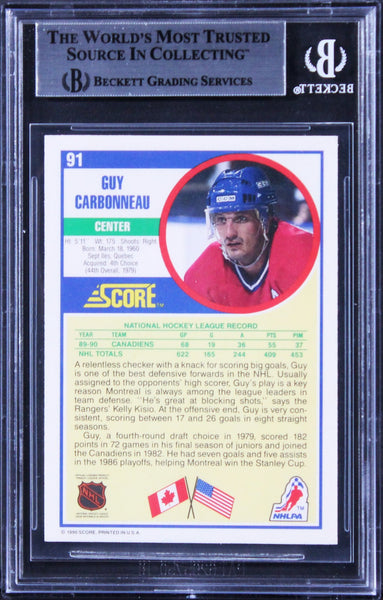 THE WORLD'S MOST TRUSTED
SOURCE IN COLLECTING™
BECKETT GRADING SERVICES
BECKETT
91
GUY
CARBONNEAU
CENTER
Ht: 5'11" Wt: 175 Shoots: Right
Born: March 18, 1960
Sept Iles, Quebec
Acquired: 4th Choice
(44th Overall, 1979)
CCM
SCORE™
NATIONAL HOCKEY LEAGUE RECORD
YEAR TEAM GP G A PTS PIM
89-90 CANADIENS 68 19 36 55 37
NHL TOTALS 622 165 244 409 453
A relentless checker with a knack for scoring big goals, Guy
is one of the best defensive forwards in the NHL. Usually
assigned to the opponents' high scorer, Guy's play is a key
reason Montreal is always among the league leaders in
team defense. "He's great at blocking shots," says the
Rangers' Kelly Kisio. At the offensive end, Guy is very con-
sistent, scoring between 17 and 26 goals in eight straight
seasons.
Guy, a fourth-round draft choice in 1979, scored 182
points in 72 games in his final season of juniors and joined
the Canadiens in 1982. He had seven goals and five assists
in the 1986 playoffs, helping Montreal win the Stanley Cup.
NHL
NHLPA
TM
© 1990 SCORE, PRINTED IN U.S.A.